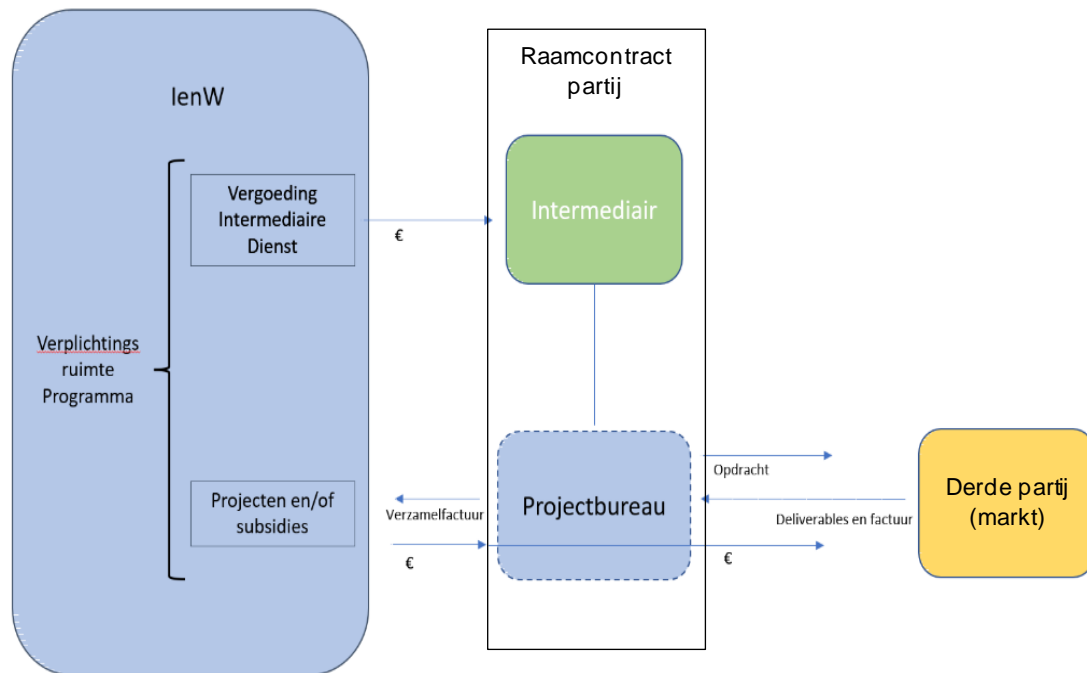 IenW
Vergoeding
Intermediaire
Dienst
Verplichtings
ruimte
Programma
Projecten en/of
subsidies
€
Verzamelfactuur
€
Raamcontract
partij
Intermediair
Projectbureau
Opdracht
Deliverables en factuur
€
Derde partij
(markt)